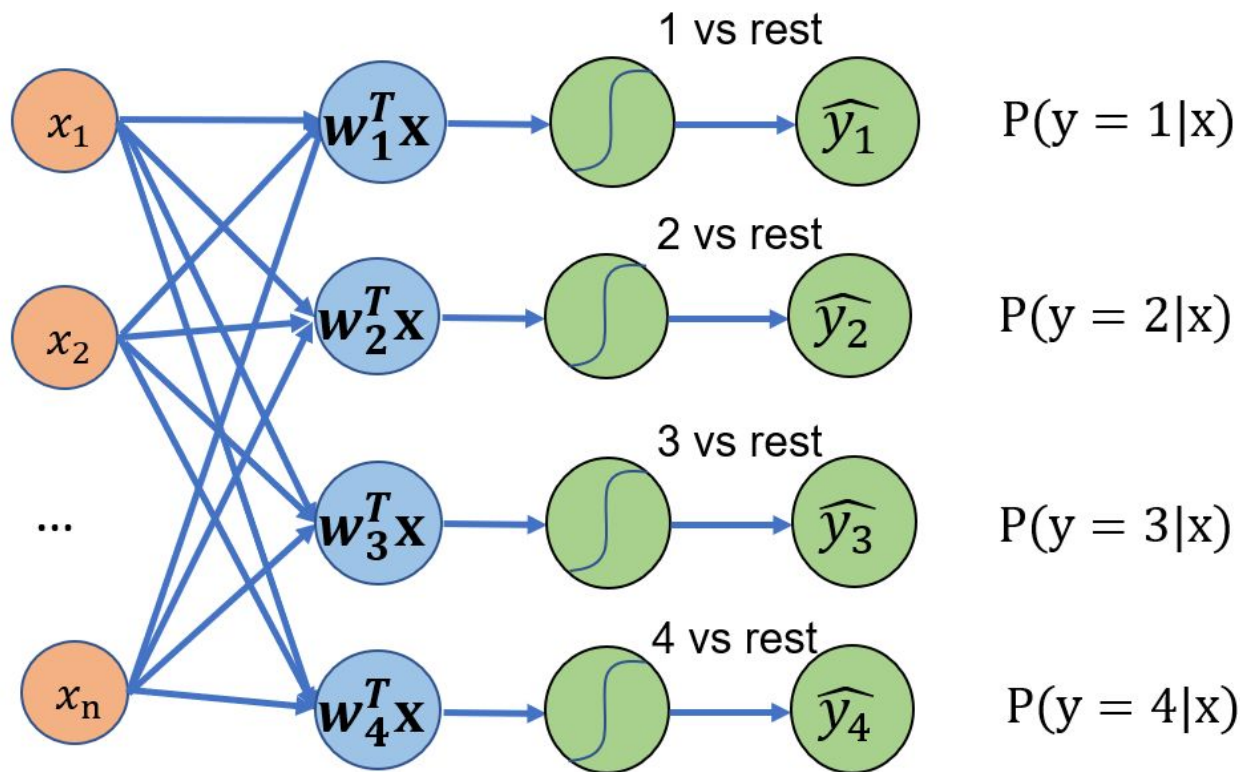 1 vs rest
x₁ w₁ᵀx ŷ₁ P(y = 1|x)
2 vs rest
x₂ w₂ᵀx ŷ₂ P(y = 2|x)
3 vs rest
... w₃ᵀx ŷ₃ P(y = 3|x)
4 vs rest
xₙ w₄ᵀx ŷ₄ P(y = 4|x)